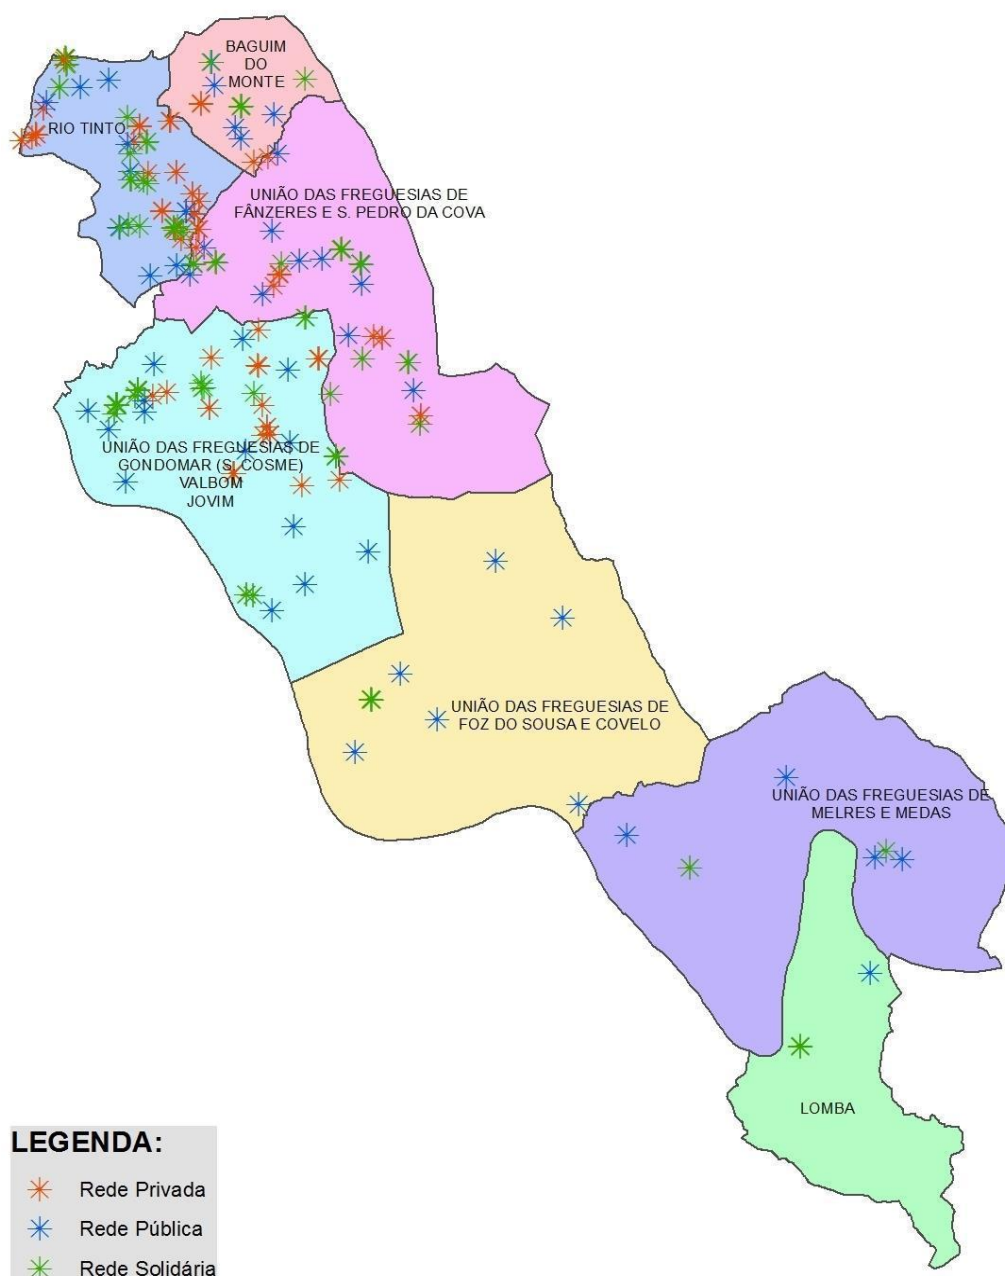 BAGUIM
DO
MONTE
RIO TINTO
UNIÃO DAS FREGUESIAS DE
FÂNZERES E S. PEDRO DA COVA
UNIÃO DAS FREGUESIAS DE
GONDOMAR (S. COSME)
VALBOM
JOVIM
UNIÃO DAS FREGUESIAS DE
FOZ DO SOUSA E COVELO
UNIÃO DAS FREGUESIAS DE
MELRES E MEDAS
LOMBA
LEGENDA:
Rede Privada
Rede Pública
Rede Solidária